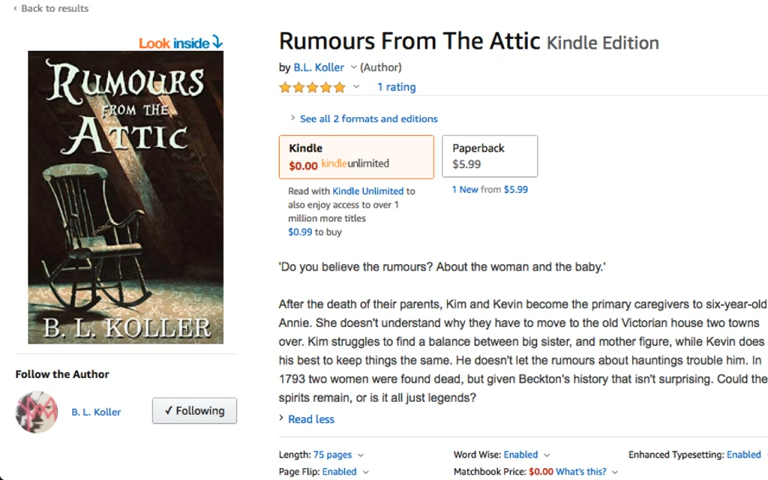 ‹ Back to results
Look inside
RUMOURS
FROM THE
ATTIC
B. L. KOLLER
Follow the Author
B. L. Koller
✓ Following
Rumours From The Attic Kindle Edition
by B.L. Koller (Author)
1 rating
See all 2 formats and editions
Kindle
$0.00 kindleunlimited
Read with Kindle Unlimited to
also enjoy access to over 1
million more titles
$0.99 to buy
Paperback
$5.99
1 New from $5.99
'Do you believe the rumours? About the woman and the baby.'
After the death of their parents, Kim and Kevin become the primary caregivers to six-year-old
Annie. She doesn't understand why they have to move to the old Victorian house two towns
over. Kim struggles to find a balance between big sister, and mother figure, while Kevin does
his best to keep things the same. He doesn't let the rumours about hauntings trouble him. In
1793 two women were found dead, but given Beckton's history that isn't surprising. Could the
spirits remain, or is it all just legends?
Read less
Length: 75 pages
Word Wise: Enabled
Enhanced Typesetting: Enabled
Page Flip: Enabled
Matchbook Price: $0.00 What's this?